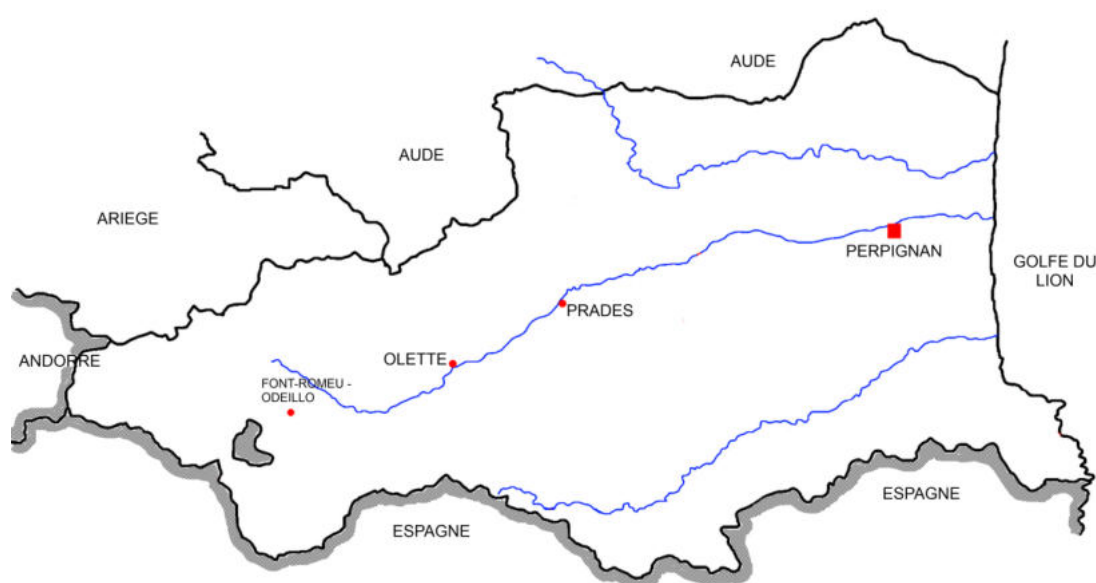 AUDE
AUDE
ARIEGE
PERPIGNAN
GOLFE DU
LION
PRADES
ANDORRE
OLETTE
FONT-ROMEU -
ODEILLO
ESPAGNE
ESPAGNE